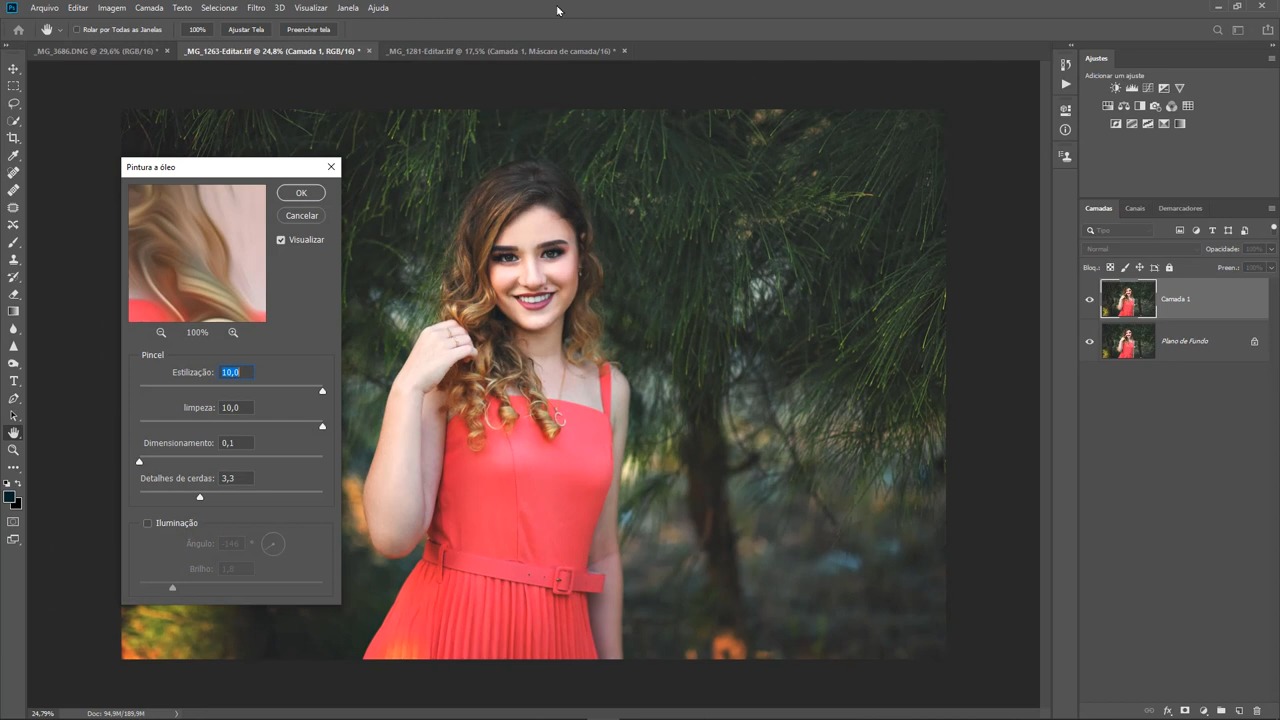 Ps Arquivo Editar Imagem Camada Texto Selecionar Filtro 3D Visualizar Janela Ajuda
Rolar por Todas as Janelas 100% Ajustar Tela Preencher tela
_MG_3686.DNG @ 29,6% (RGB/16) * × _MG_1263-Editar.tif @ 24,8% (Camada 1, RGB/16) * × _MG_1281-Editar.tif @ 17,5% (Camada 1, Máscara de camada/16) * ×
Pintura a óleo
OK
Cancelar
Visualizar
100%
Pincel
Estilização: 10,0
limpeza: 10,0
Dimensionamento: 0,1
Detalhes de cerdas: 3,3
Iluminação
Ângulo: -146 °
Brilho: 1,8
Ajustes
Adicionar um ajuste
Camadas Canais Demarcadores
Tipo
Normal Opacidade: 100%
Bloq.: Preen.: 100%
Camada 1
Plano de Fundo
24,79% Doc: 94,9M/189,9M